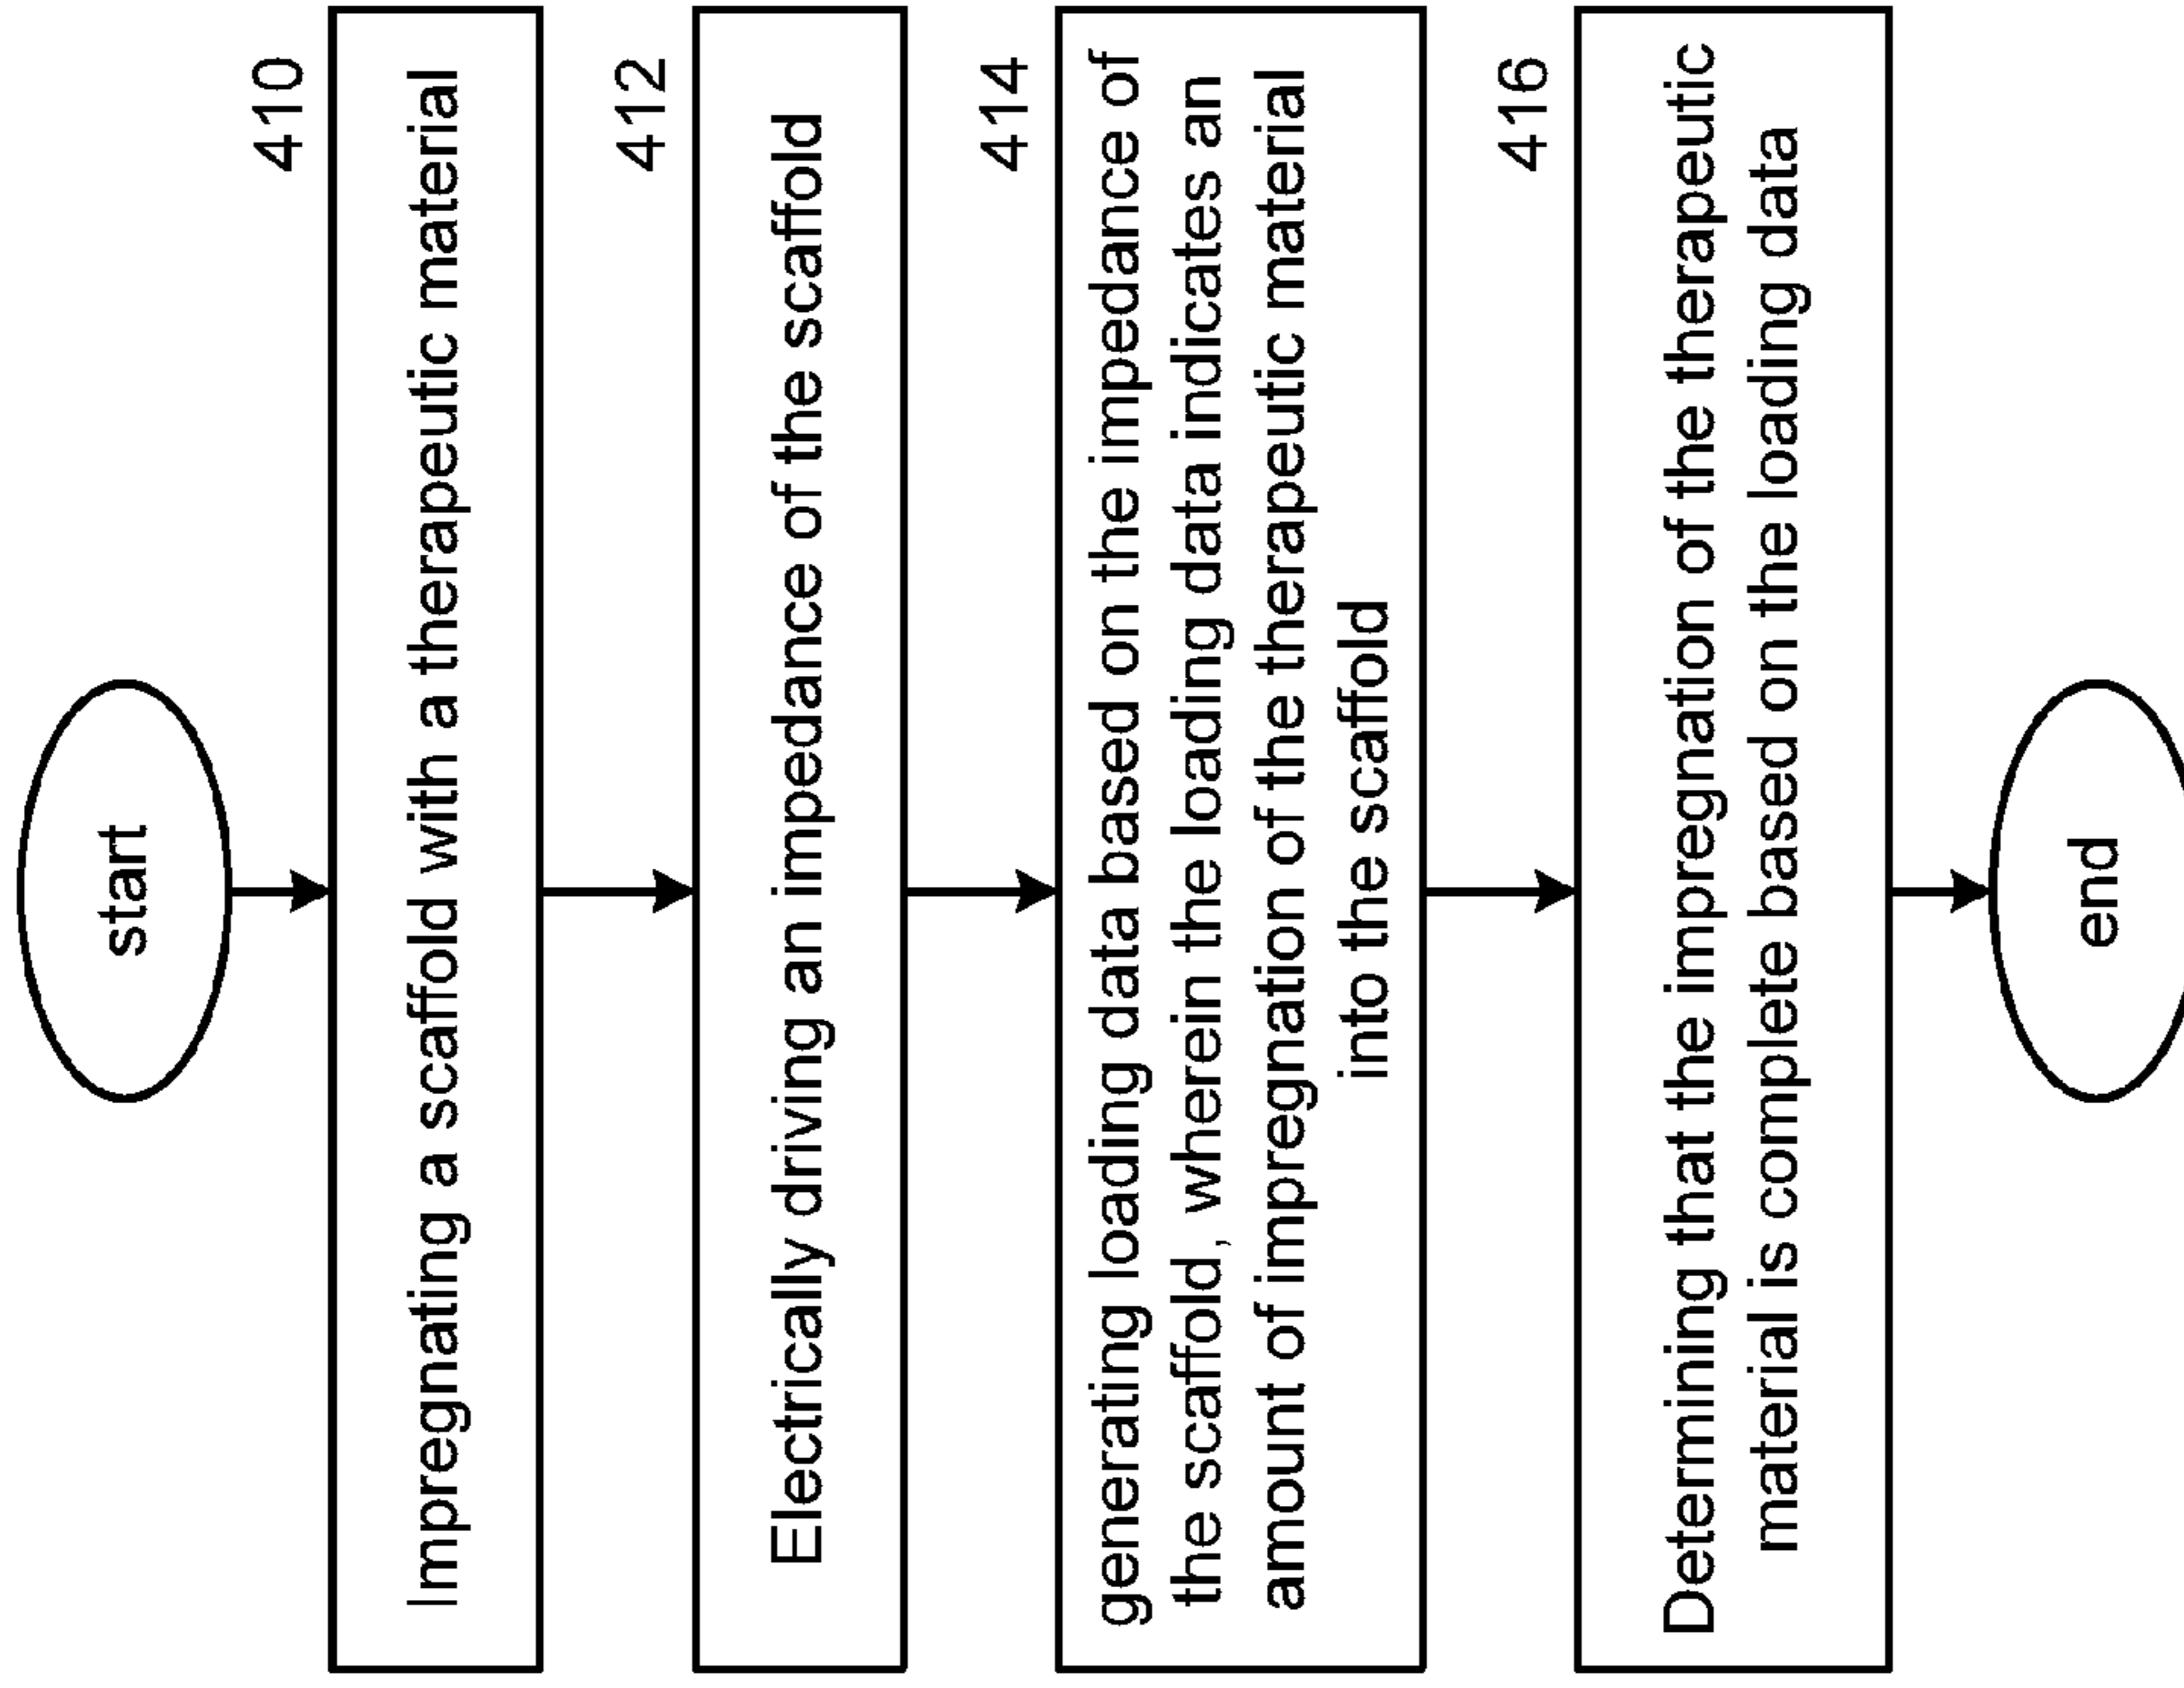 start
410
Impregnating a scaffold with a therapeutic material
412
Electrically driving an impedance of the scaffold
414
generating loading data based on the impedance of
the scaffold, wherein the loading data indicates an
amount of impregnation of the therapeutic material
into the scaffold
416
Determining that the impregnation of the therapeutic
material is complete based on the loading data
end